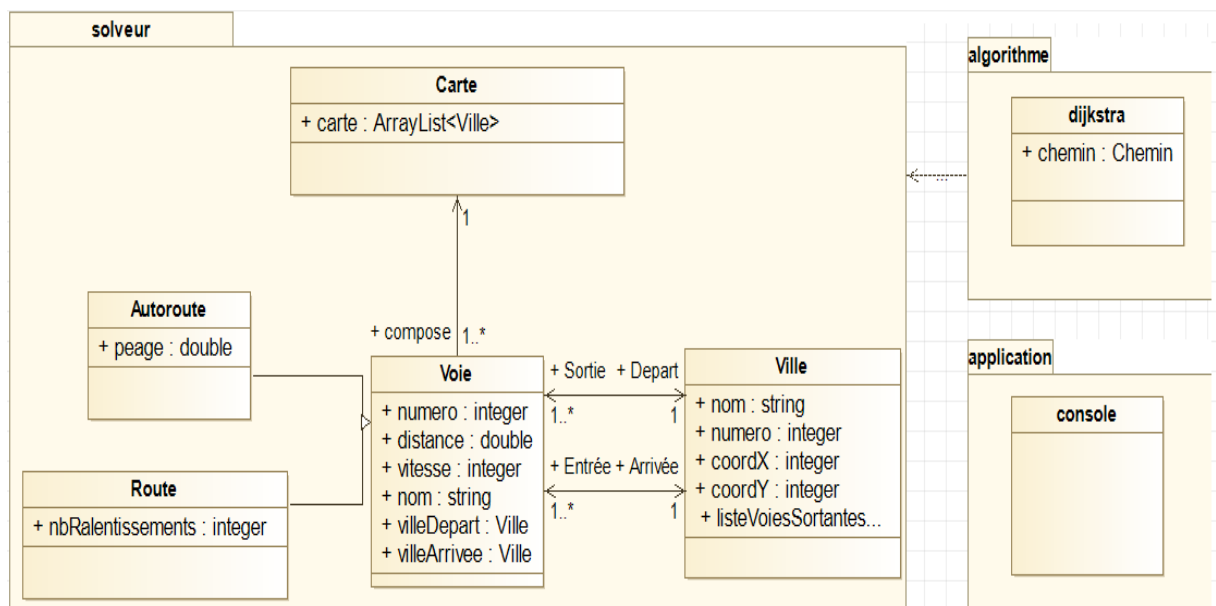 solveur
Carte
+ carte : ArrayList<Ville>
1
+ compose
1..*
Autoroute
+ peage : double
Route
+ nbRalentissements : integer
Voie
+ numero : integer
+ distance : double
+ vitesse : integer
+ nom : string
+ villeDepart : Ville
+ villeArrivee : Ville
+ Sortie + Depart
1..* 1
+ Entrée + Arrivée
1..* 1
Ville
+ nom : string
+ numero : integer
+ coordX : integer
+ coordY : integer
+ listeVoiesSortantes...
...
algorithme
dijkstra
+ chemin : Chemin
application
console